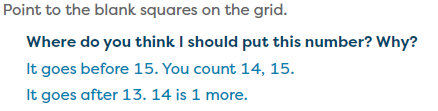 Point to the blank squares on the grid.
Where do you think I should put this number? Why?
It goes before 15. You count 14, 15.
It goes after 13. 14 is 1 more.